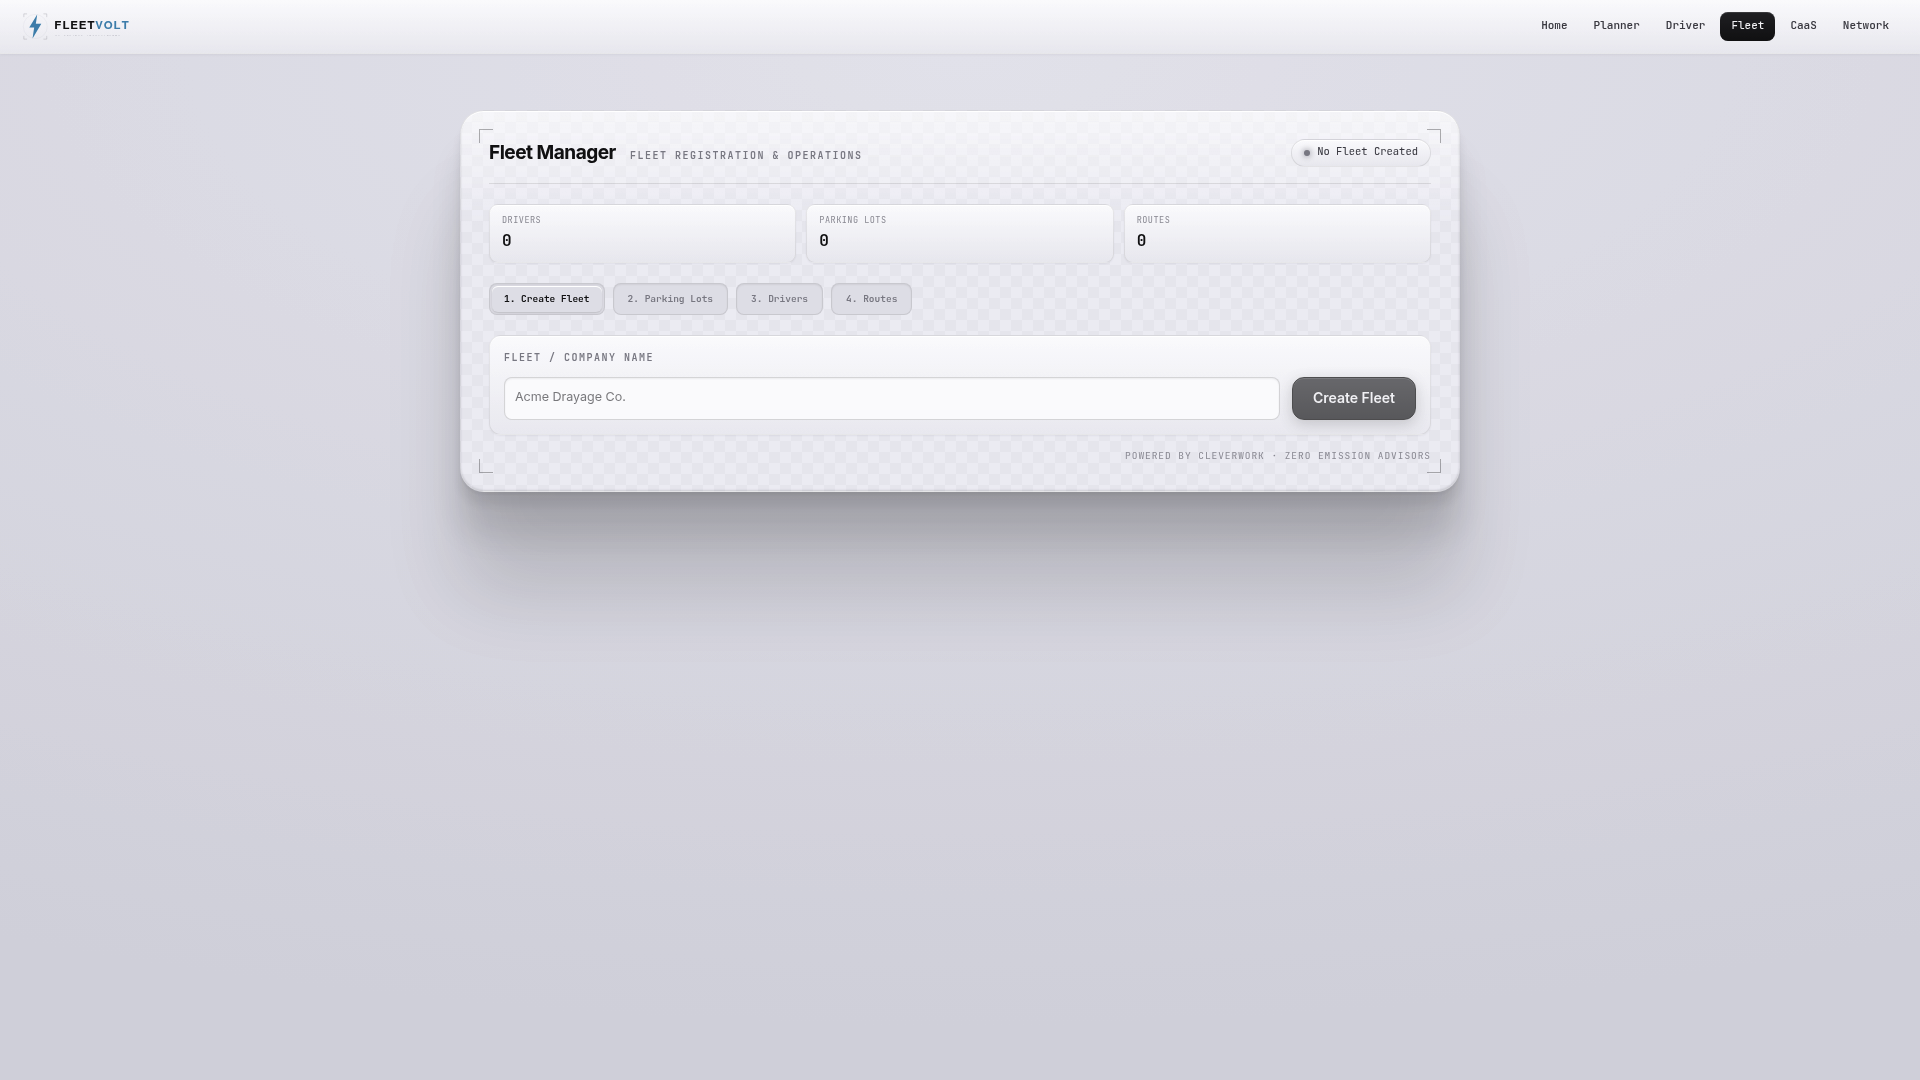 FLEETVOLT
Home Planner Driver Fleet CaaS Network
Fleet Manager FLEET REGISTRATION & OPERATIONS
No Fleet Created
DRIVERS
0
PARKING LOTS
0
ROUTES
0
1. Create Fleet 2. Parking Lots 3. Drivers 4. Routes
FLEET / COMPANY NAME
Acme Drayage Co.
Create Fleet
POWERED BY CLEVERWORK · ZERO EMISSION ADVISORS